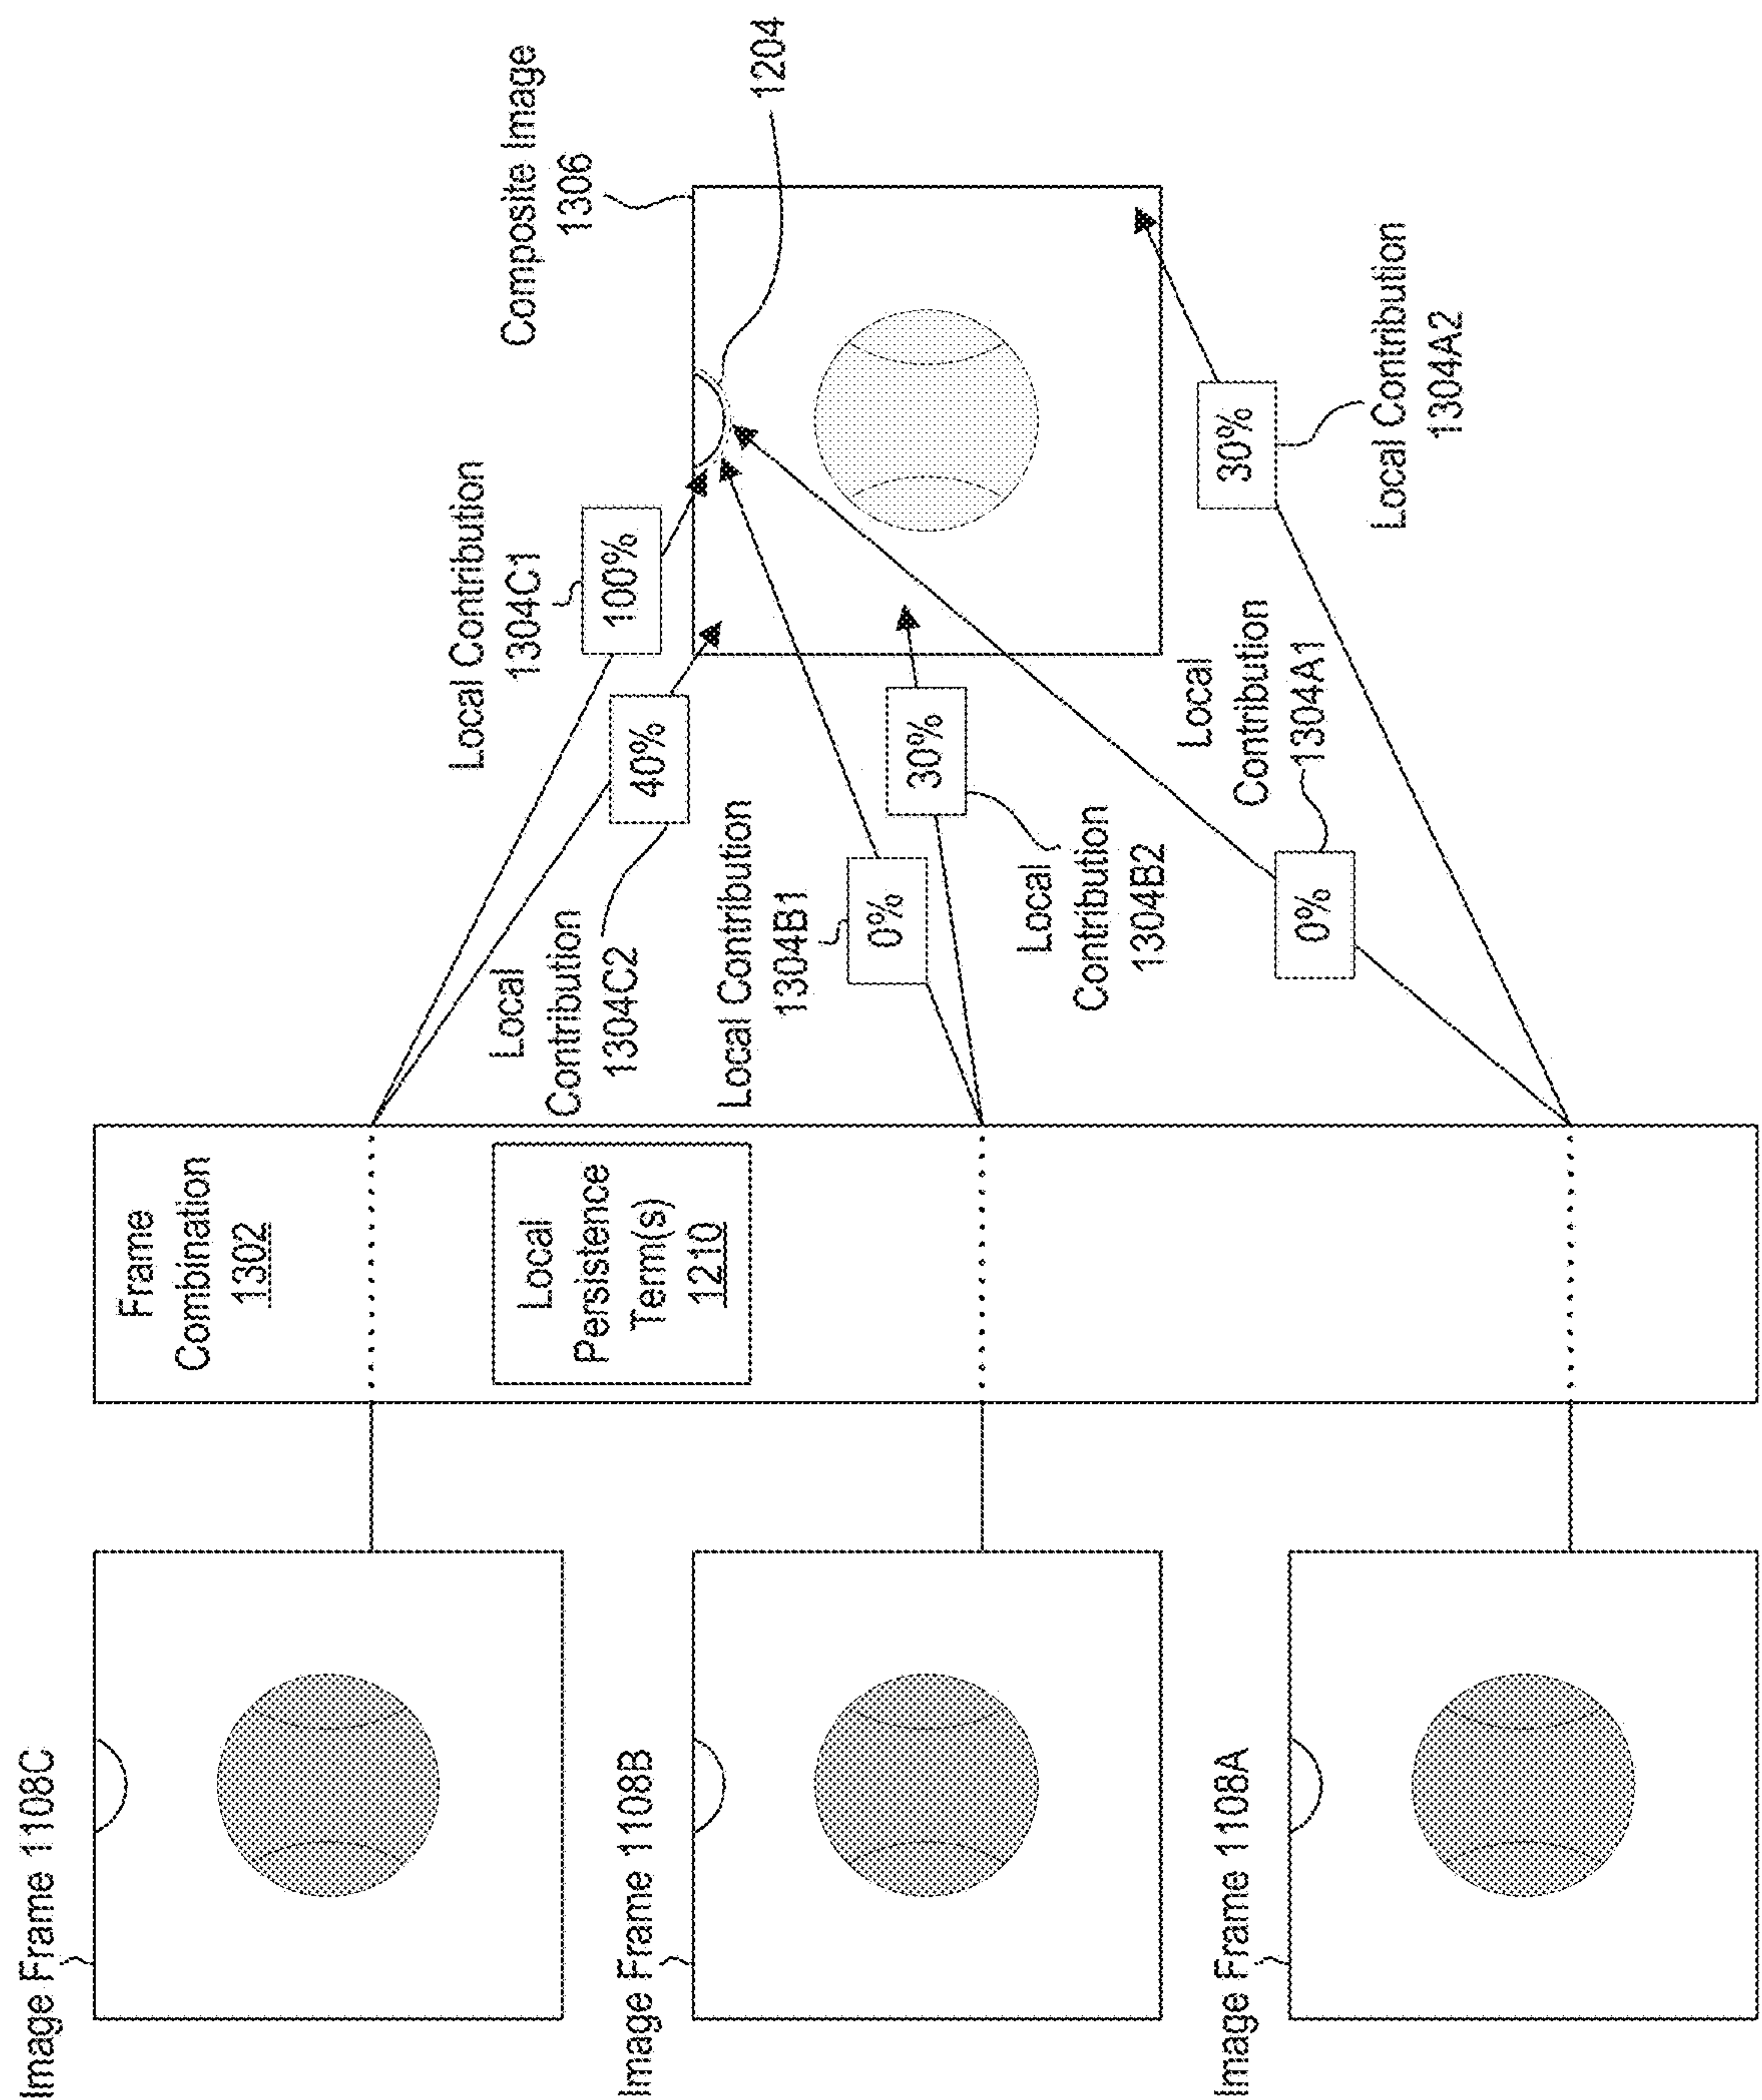 Image Frame 1108C
Image Frame 1108B
Image Frame 1108A
Frame
Combination
1302
Local
Persistence
Term(s)
1210
Local Contribution
1304C1
100%
40%
Local
Contribution
1304C2
Local Contribution
1304B1
0%
30%
Local
Contribution
1304B2
Local
Contribution
1304A1
0%
30%
Local Contribution
1304A2
Composite Image
1306
1204